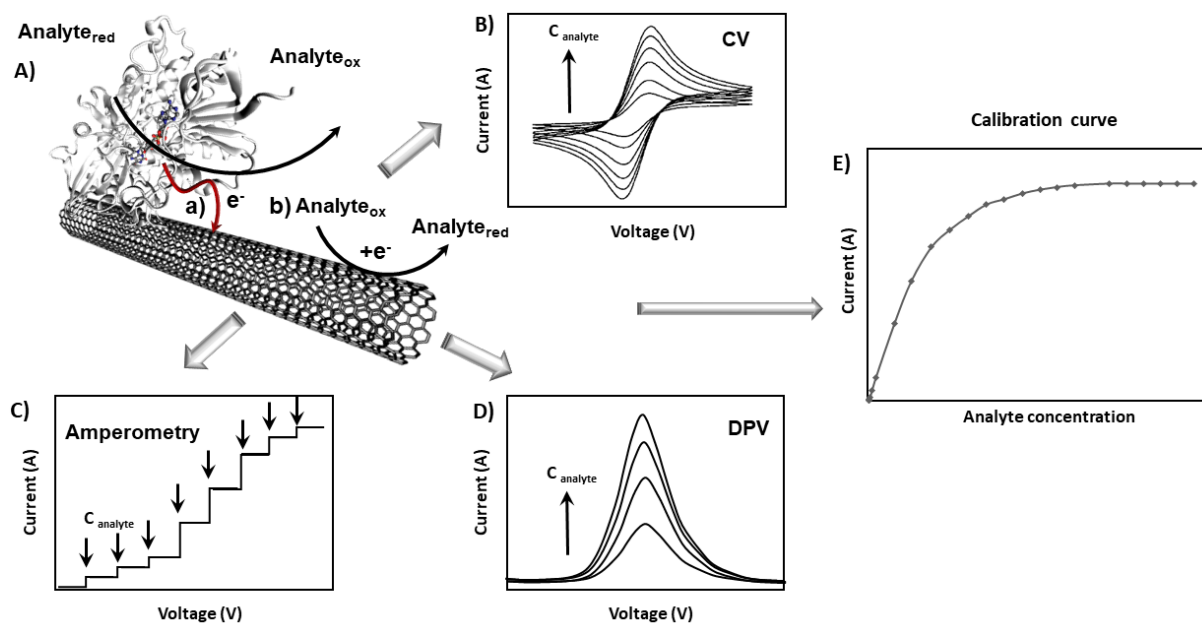 A)
Analyte_red
Analyte_ox
a)
e⁻
b) Analyte_ox
+e⁻
Analyte_red
B)
C analyte
CV
Current (A)
Voltage (V)
C)
Amperometry
C analyte
Current (A)
Voltage (V)
D)
DPV
C analyte
Current (A)
Voltage (V)
Calibration curve
E)
Current (A)
Analyte concentration